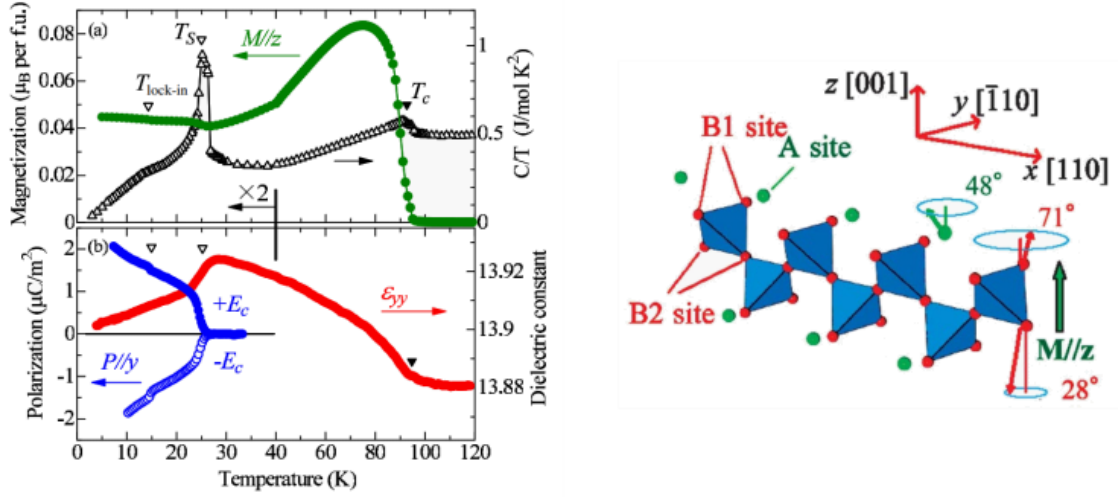 (a)
T_S
M//z
T_lock-in
T_c
×2
Magnetization (μ_B per f.u.)
0.08
0.06
0.04
0.02
0
C/T (J/mol K²)
1
0.5
0
(b)
+E_c
-E_c
P//y
ε_yy
Polarization (μC/m²)
2
1
0
-1
-2
Dielectric constant
13.92
13.9
13.88
0 10 20 30 40 50 60 70 80 90 100 120
Temperature (K)
z [001]
y [1̄10]
x [110]
B1 site
A site
48°
71°
B2 site
M//z
28°